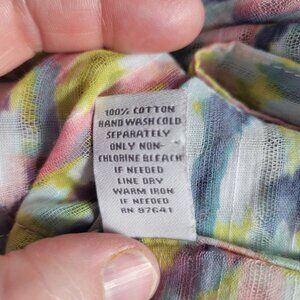 100% COTTON
HAND WASH COLD
SEPARATELY
ONLY NON-
CHLORINE BLEACH
IF NEEDED
LINE DRY
WARM IRON
IF NEEDED
RN 97641